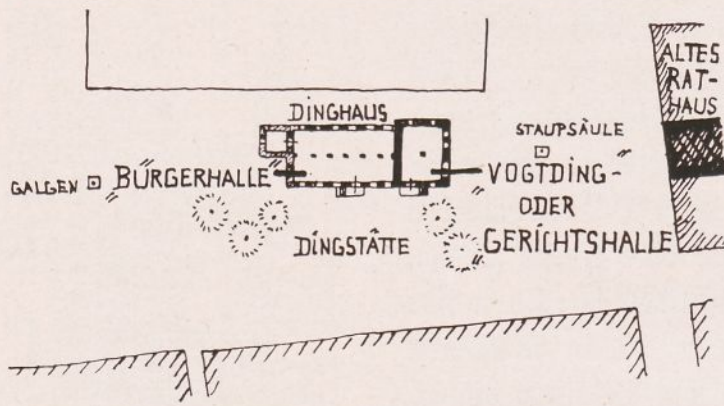 ALTES
RAT-
HAUS
DINGHAUS
STAUPSÄULE
GALGEN
BÜRGERHALLE
VOGTDING-
ODER
GERICHTSHALLE
DINGSTÄTTE